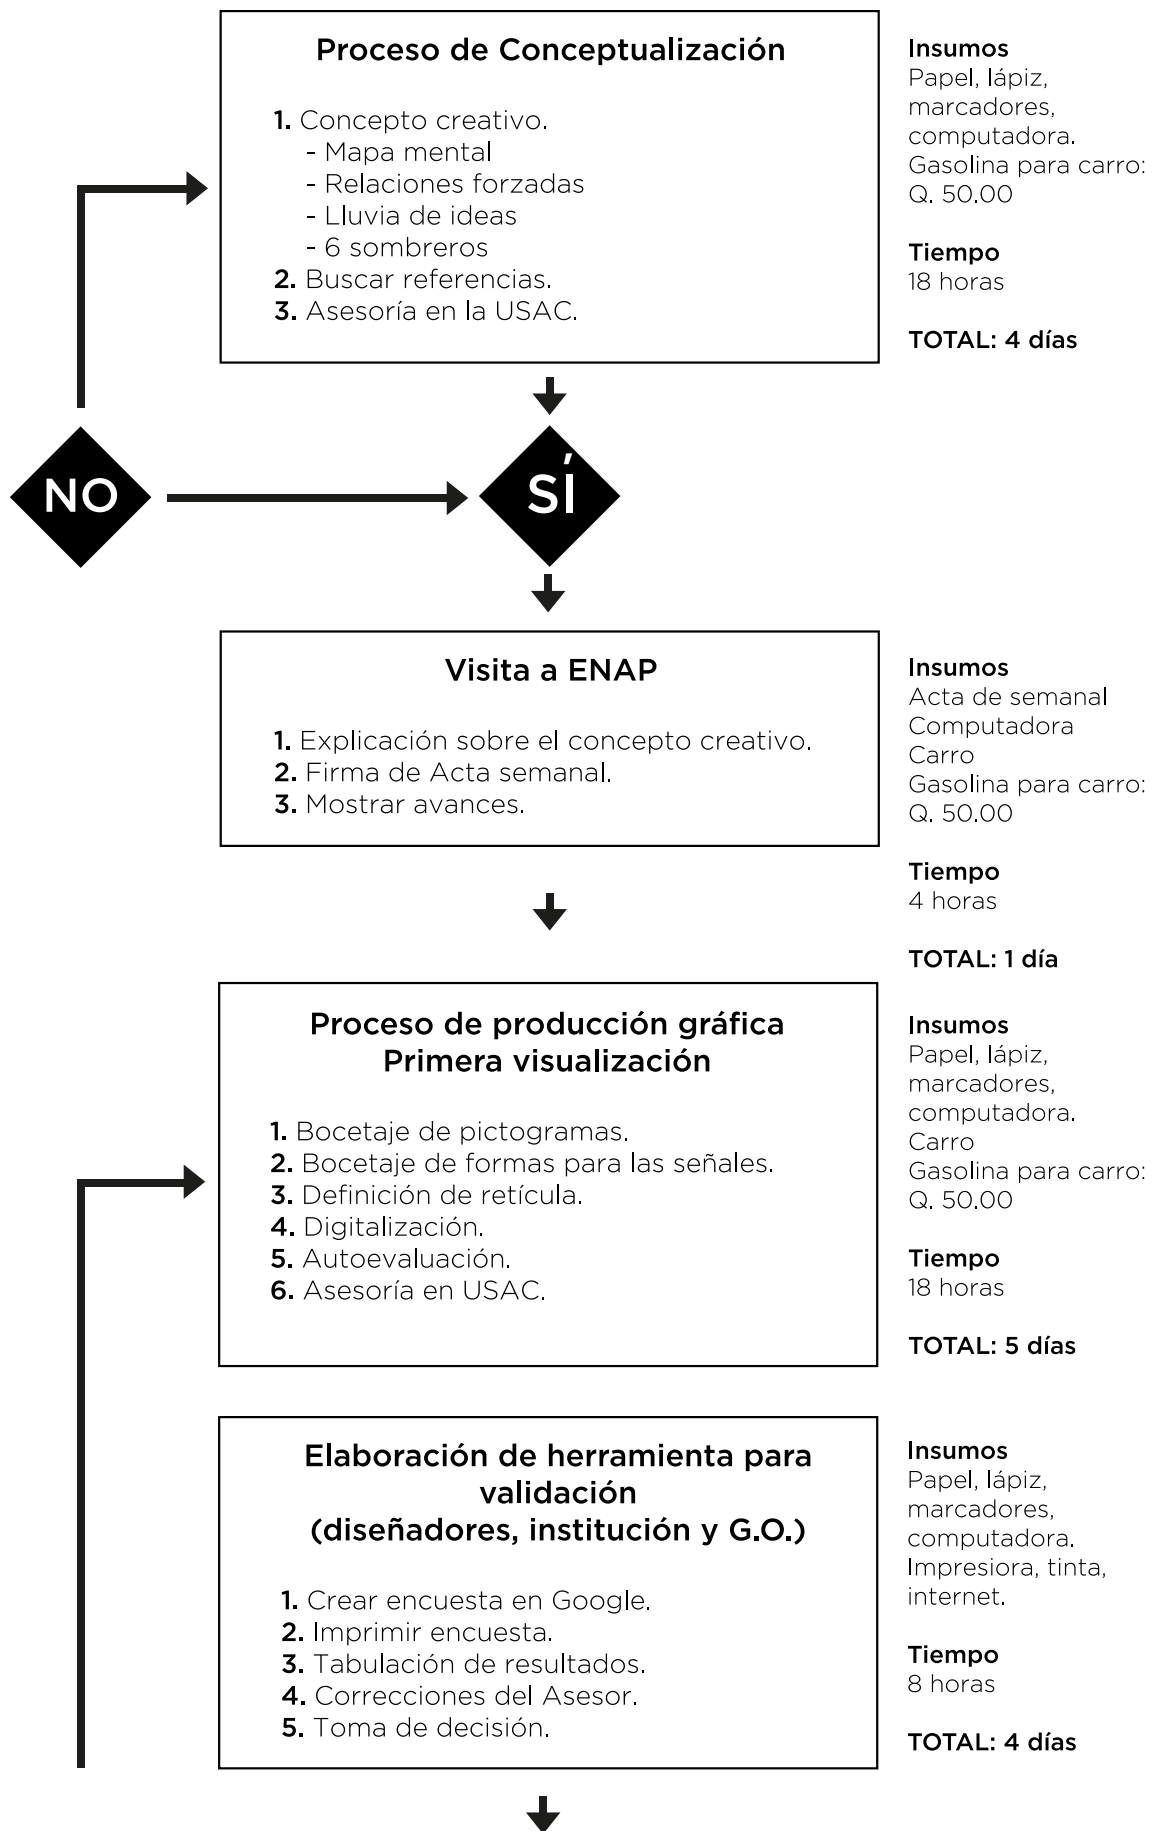 Proceso de Conceptualización
1. Concepto creativo.
- Mapa mental
- Relaciones forzadas
- Lluvia de ideas
- 6 sombreros
2. Buscar referencias.
3. Asesoría en la USAC.
Insumos
Papel, lápiz,
marcadores,
computadora.
Gasolina para carro:
Q. 50.00
Tiempo
18 horas
TOTAL: 4 días
NO
SÍ
Visita a ENAP
1. Explicación sobre el concepto creativo.
2. Firma de Acta semanal.
3. Mostrar avances.
Insumos
Acta de semanal
Computadora
Carro
Gasolina para carro:
Q. 50.00
Tiempo
4 horas
TOTAL: 1 día
Proceso de producción gráfica
Primera visualización
1. Bocetaje de pictogramas.
2. Bocetaje de formas para las señales.
3. Definición de retícula.
4. Digitalización.
5. Autoevaluación.
6. Asesoría en USAC.
Insumos
Papel, lápiz,
marcadores,
computadora.
Carro
Gasolina para carro:
Q. 50.00
Tiempo
18 horas
TOTAL: 5 días
Elaboración de herramienta para
validación
(diseñadores, institución y G.O.)
1. Crear encuesta en Google.
2. Imprimir encuesta.
3. Tabulación de resultados.
4. Correcciones del Asesor.
5. Toma de decisión.
Insumos
Papel, lápiz,
marcadores,
computadora.
Impresiora, tinta,
internet.
Tiempo
8 horas
TOTAL: 4 días